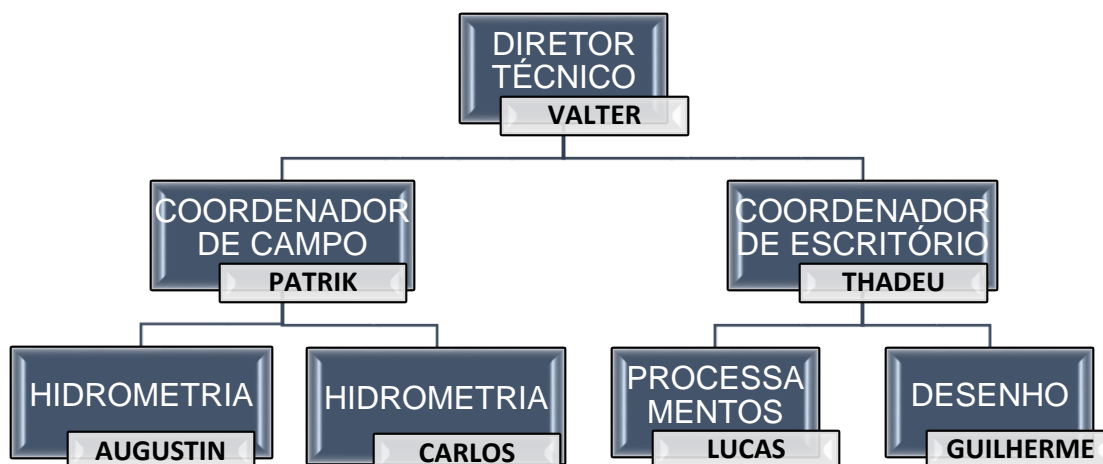 DIRETOR
TÉCNICO
VALTER
COORDENADOR
DE CAMPO
PATRIK
COORDENADOR
DE ESCRITÓRIO
THADEU
HIDROMETRIA
AUGUSTIN
HIDROMETRIA
CARLOS
PROCESSA
MENTOS
LUCAS
DESENHO
GUILHERME